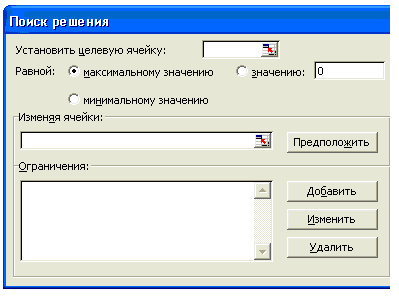 Поиск решения
Установить целевую ячейку:
Равной: максимальному значению значению: 0
минимальному значению
Изменяя ячейки:
Предположить
Ограничения:
Добавить
Изменить
Удалить